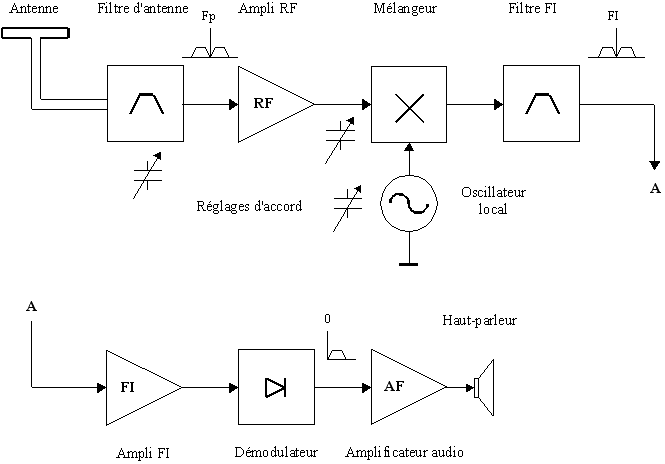 Antenne
Filtre d'antenne
Fp
Ampli RF
Mélangeur
Filtre FI
FI
RF
A
Réglages d'accord
Oscillateur
local
A
0
Haut-parleur
FI
AF
Ampli FI
Démodulateur
Amplificateur audio